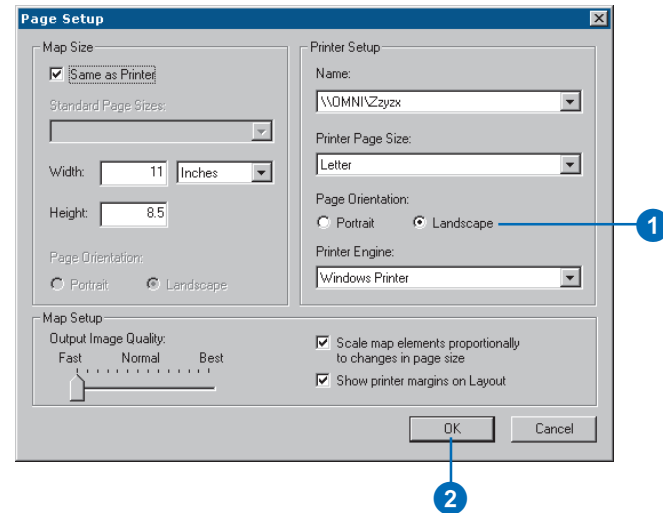 Page Setup
Map Size
Same as Printer
Standard Page Sizes:
Width: 11 Inches
Height: 8.5
Page Orientation:
Portrait Landscape
Printer Setup
Name:
\\OMNI\Zzyzx
Printer Page Size:
Letter
Page Orientation:
Portrait Landscape
1
Printer Engine:
Windows Printer
Map Setup
Output Image Quality:
Fast Normal Best
Scale map elements proportionally
to changes in page size
Show printer margins on Layout
OK Cancel
2